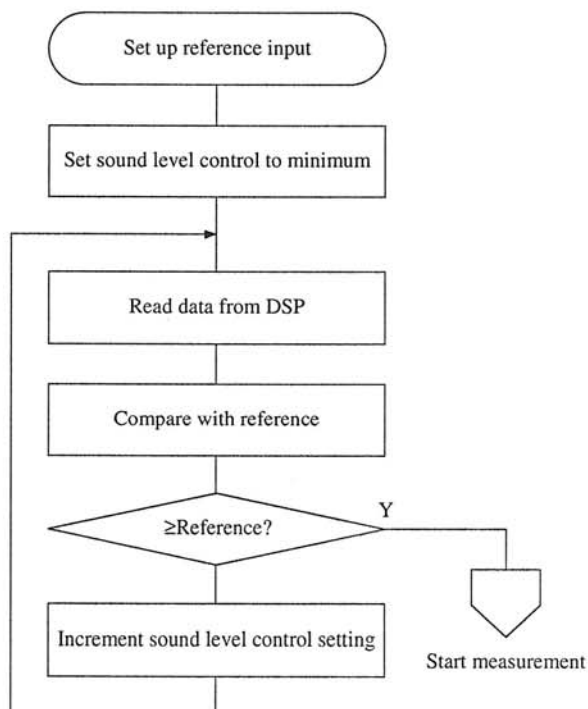 Set up reference input
Set sound level control to minimum
Read data from DSP
Compare with reference
≥Reference?
Y
Increment sound level control setting
Start measurement